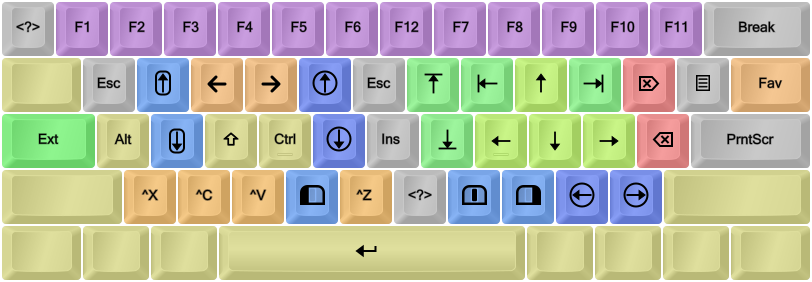 <?> F1 F2 F3 F4 F5 F6 F12 F7 F8 F9 F10 F11 Break
Esc ← → Esc ↑ Fav
Ext Alt Ctrl Ins ← ↓ → PrntScr
^X ^C ^V ^Z <?>